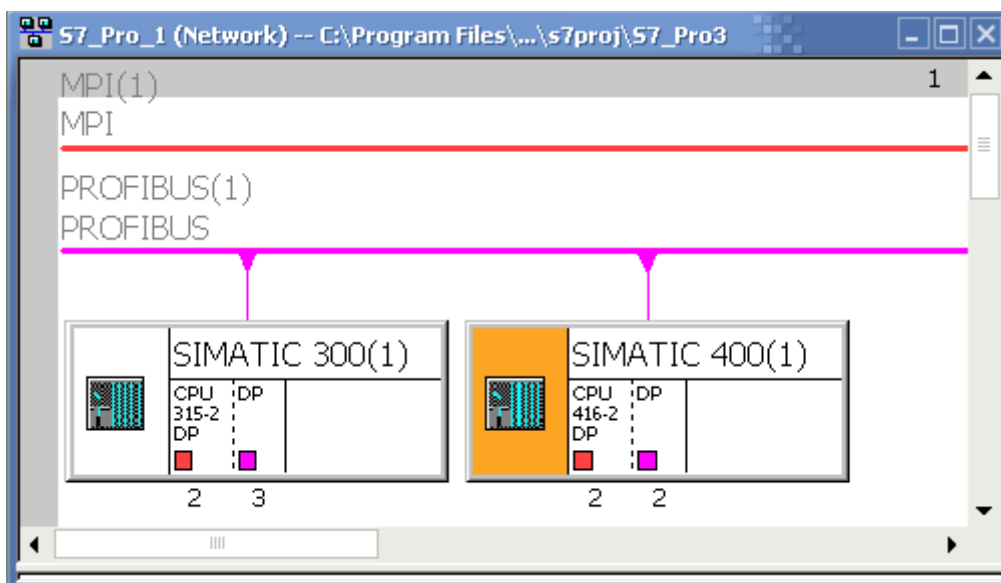 S7_Pro_1 (Network) -- C:\Program Files\...\s7proj\S7_Pro3
MPI(1)
1
MPI
PROFIBUS(1)
PROFIBUS
SIMATIC 300(1)
CPU 315-2 DP
DP
2 3
SIMATIC 400(1)
CPU 416-2 DP
DP
2 2